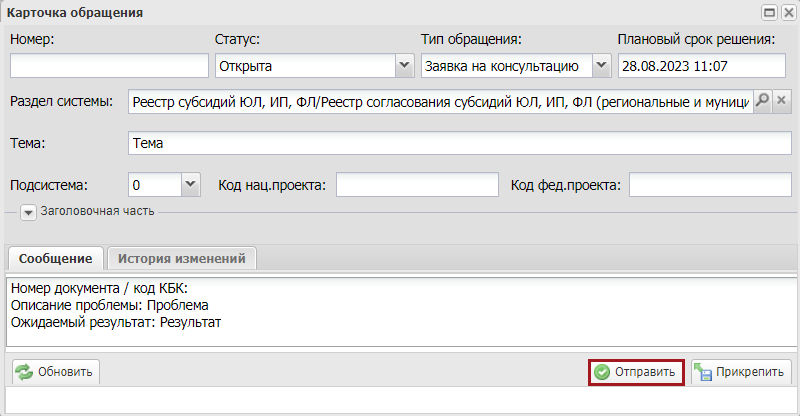 Карточка обращения
Номер: Статус: Тип обращения: Плановый срок решения:
Открыта Заявка на консультацию 28.08.2023 11:07
Раздел системы: Реестр субсидий ЮЛ, ИП, ФЛ/Реестр согласования субсидий ЮЛ, ИП, ФЛ (региональные и муници
Тема: Тема
Подсистема: 0 Код нац.проекта: Код фед.проекта:
Заголовочная часть
Сообщение История изменений
Номер документа / код КБК:
Описание проблемы: Проблема
Ожидаемый результат: Результат
Обновить Отправить Прикрепить